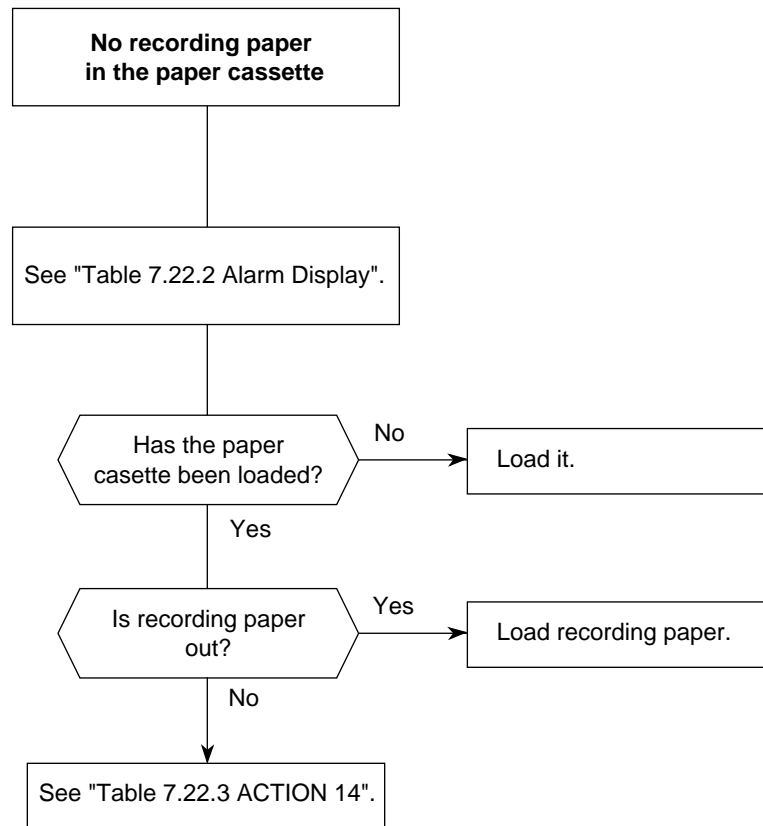 No recording paper
in the paper cassette
See "Table 7.22.2 Alarm Display".
Has the paper
casette been loaded?
No
Load it.
Yes
Is recording paper
out?
Yes
Load recording paper.
No
See "Table 7.22.3 ACTION 14".